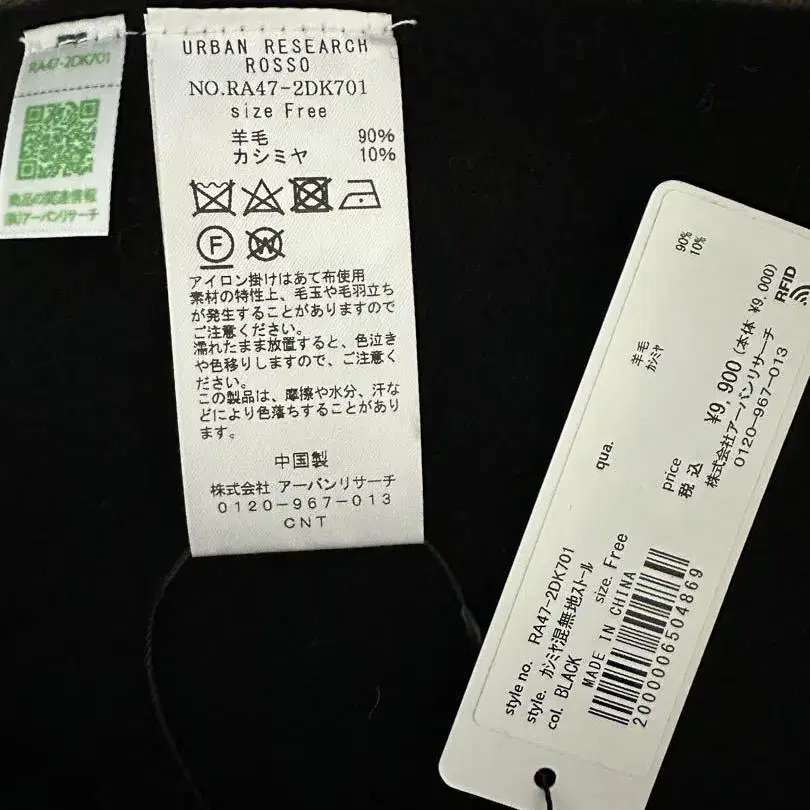 RA47-2DK701
商品の関連情報
(株)アーバンリサーチ
URBAN RESEARCH
ROSSO
NO.RA47-2DK701
size Free
羊毛 90%
カシミヤ 10%
F
W
アイロン掛けはあて布使用
素材の特性上、毛玉や毛羽立ち
が発生することがありますので
ご注意ください。
濡れたまま放置すると、色泣き
や色移りしますので、ご注意く
ださい。
この製品は、摩擦や水分、汗な
どにより色落ちすることがあり
ます。
中国製
株式会社 アーバンリサーチ
0120-967-013
CNT
style no. RA47-2DK701
style. カシミヤ混無地ストール
col. BLACK size. Free
MADE IN CHINA
2000006504869
qua. 羊毛 90%
カシミヤ 10%
price
税込 ¥9,900(本体 ¥9,000)
株式会社アーバンリサーチ
0120-967-013
RFID